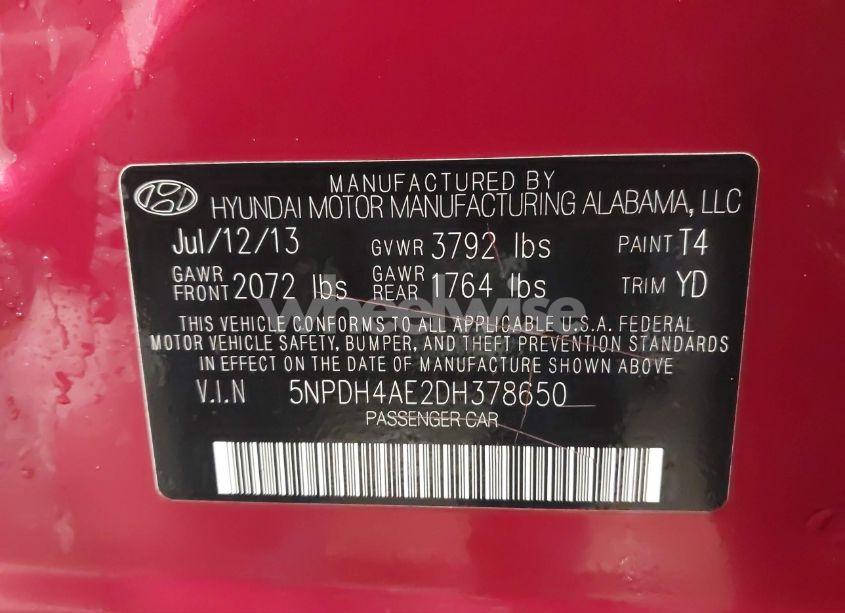 MANUFACTURED BY
HYUNDAI MOTOR MANUFACTURING ALABAMA, LLC
Jul/12/13 GVWR 3792 lbs PAINT T4
GAWR FRONT 2072 lbs GAWR REAR 1764 lbs TRIM YD
wheelwise
THIS VEHICLE CONFORMS TO ALL APPLICABLE U.S.A. FEDERAL
MOTOR VEHICLE SAFETY, BUMPER, AND THEFT PREVENTION STANDARDS
IN EFFECT ON THE DATE OF MANUFACTURE SHOWN ABOVE
V.I.N 5NPDH4AE2DH378650
PASSENGER CAR